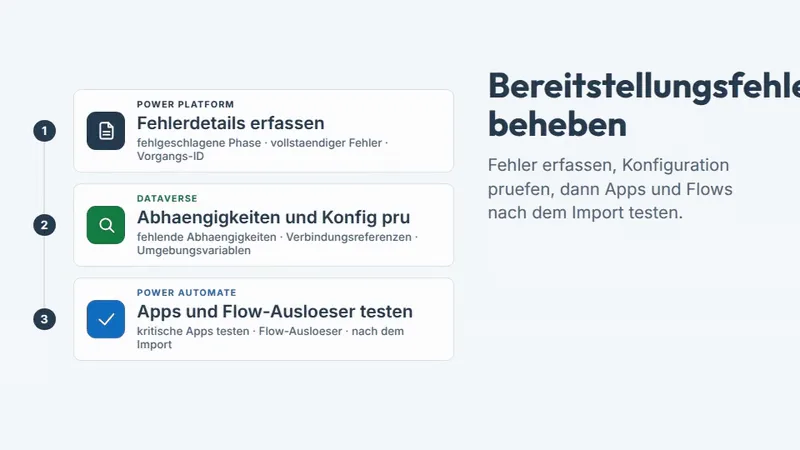 1
POWER PLATFORM
Fehlerdetails erfassen
fehlgeschlagene Phase · vollstaendiger Fehler ·
Vorgangs-ID
2
DATAVERSE
Abhaengigkeiten und Konfig pru
fehlende Abhaengigkeiten · Verbindungsreferenzen ·
Umgebungsvariablen
3
POWER AUTOMATE
Apps und Flow-Ausloeser testen
kritische Apps testen · Flow-Ausloeser · nach dem
Import
Bereitstellungsfehle
beheben
Fehler erfassen, Konfiguration
pruefen, dann Apps und Flows
nach dem Import testen.